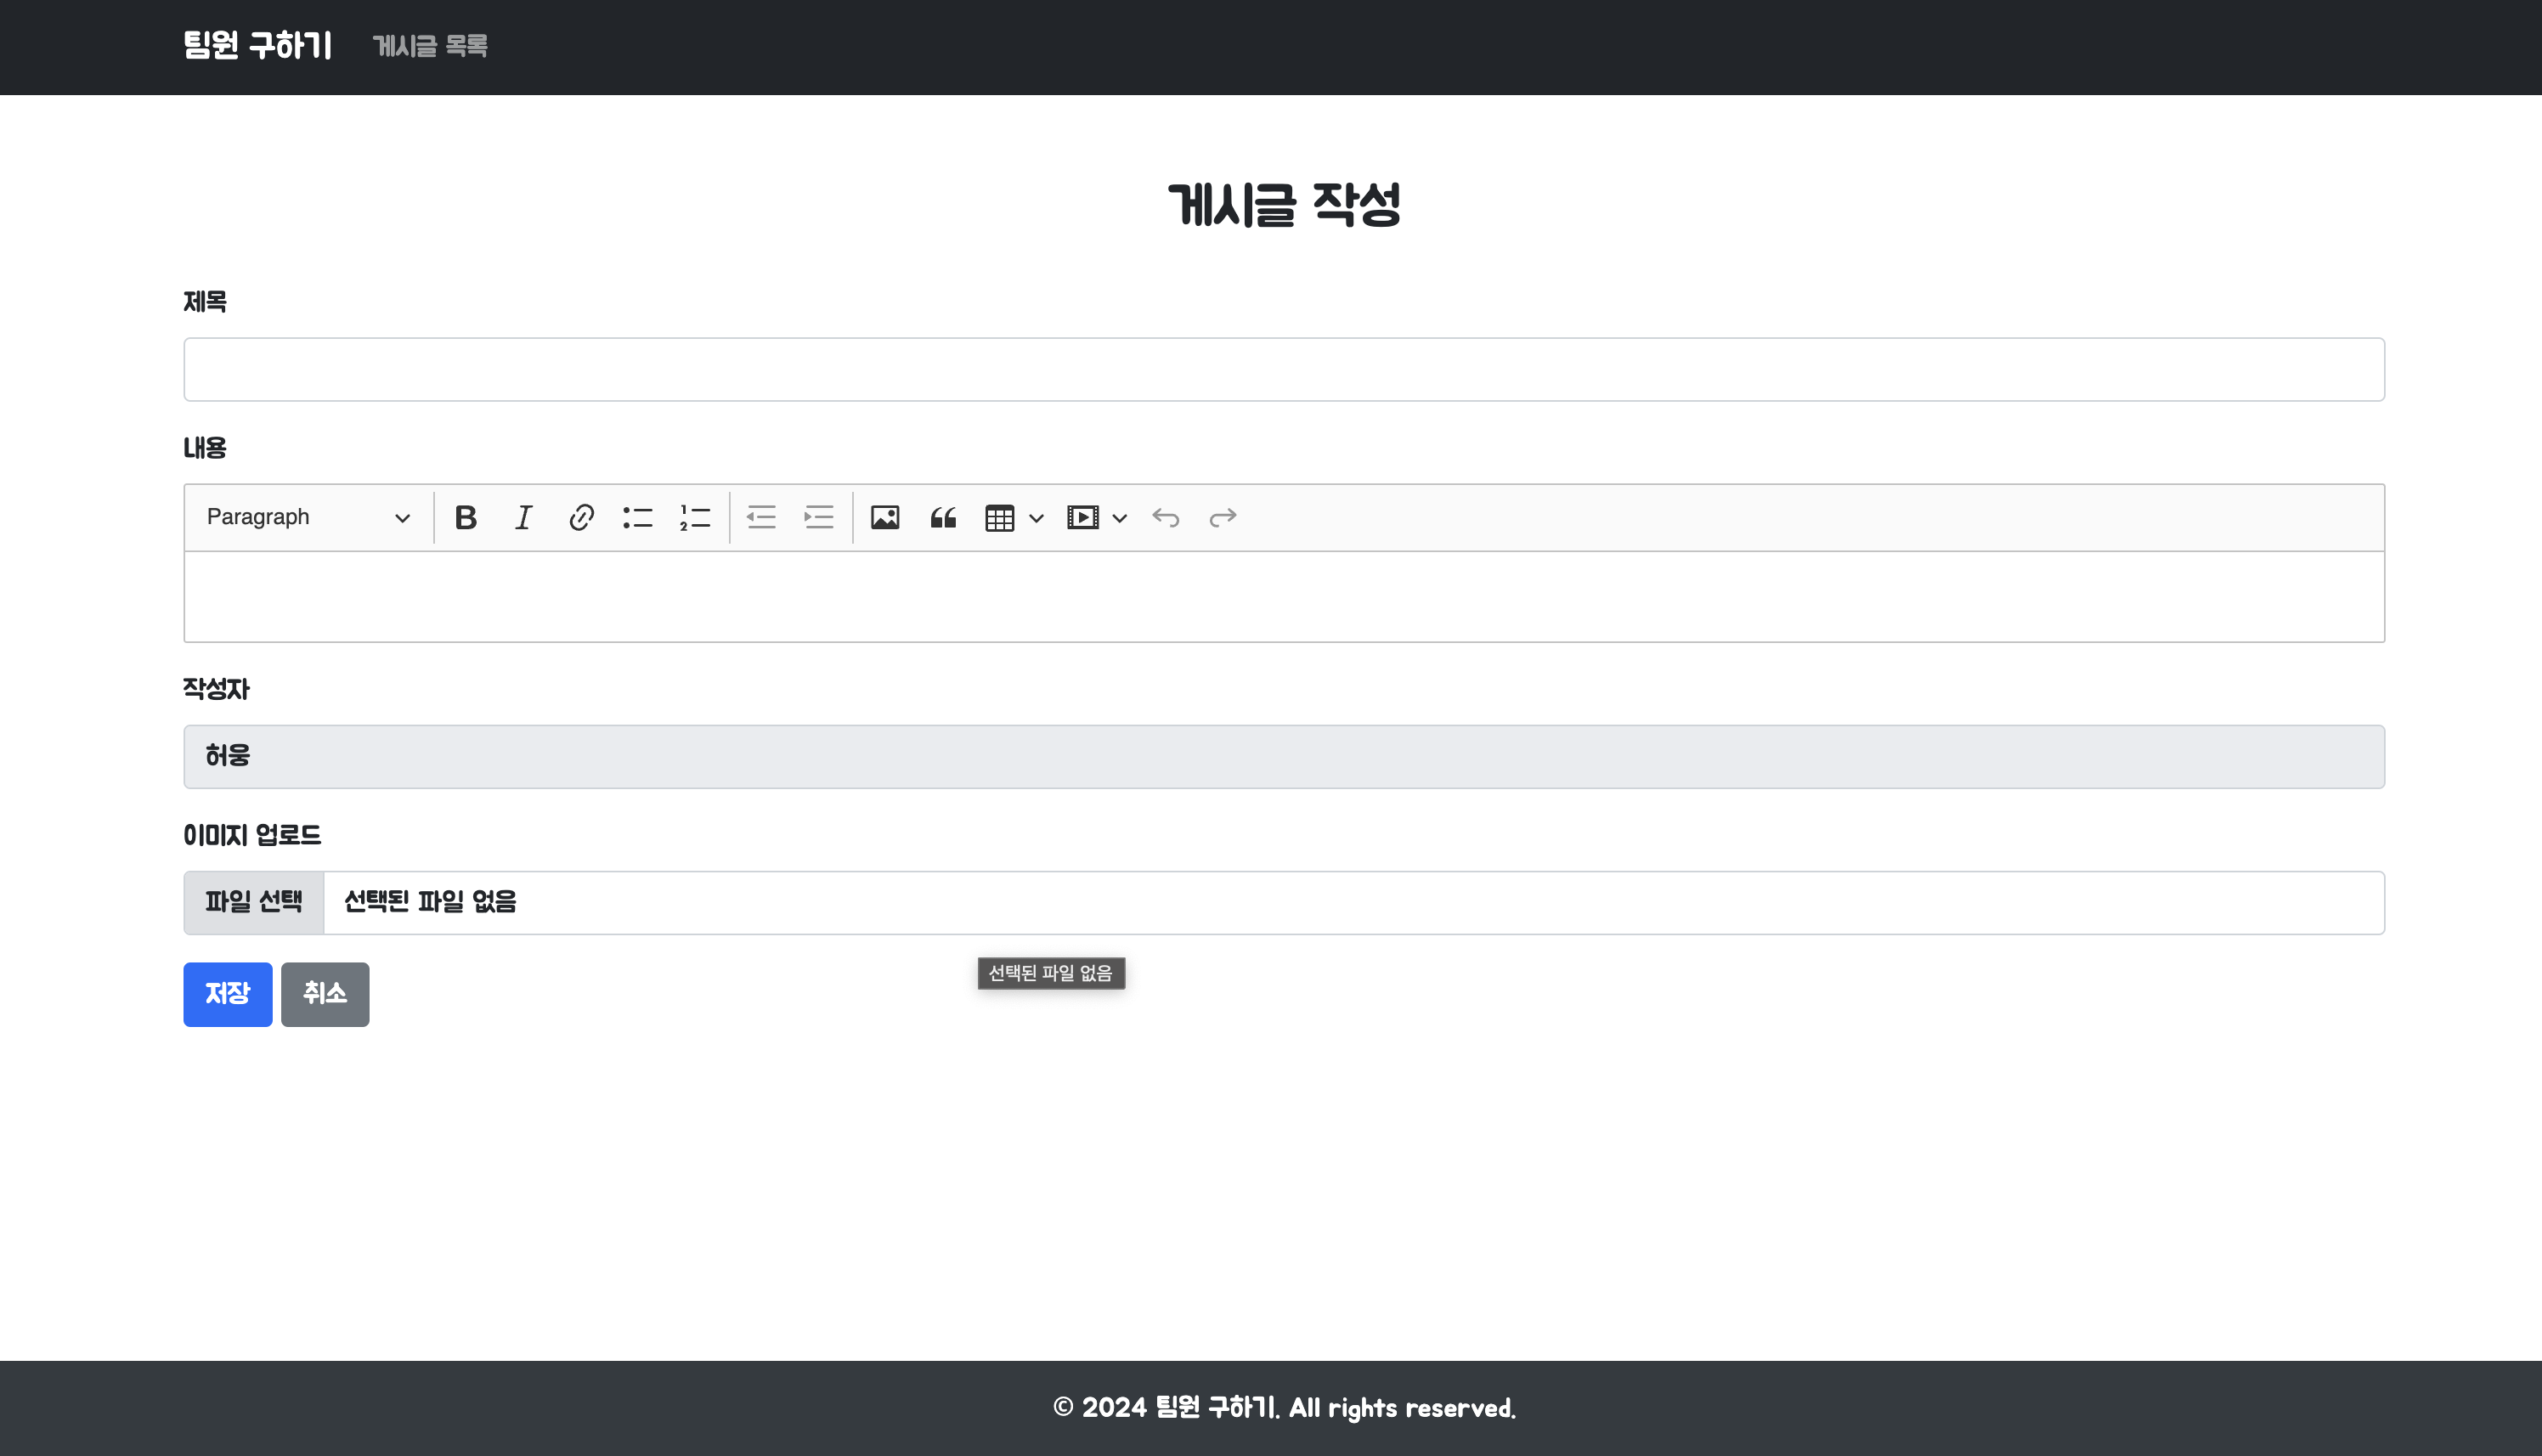 팀원 구하기 게시글 목록
게시글 작성
제목
내용
Paragraph
작성자
허웅
이미지 업로드
파일 선택 선택된 파일 없음
선택된 파일 없음
저장 취소
© 2024 팀원 구하기. All rights reserved.